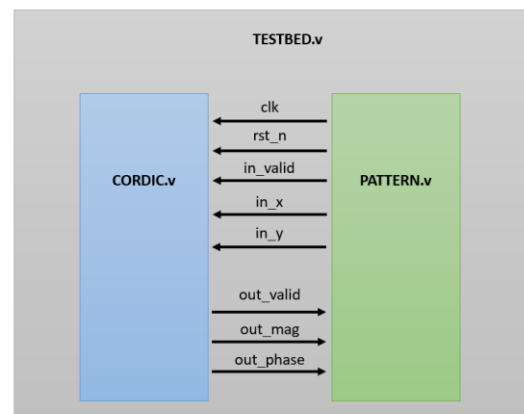 TESTBED.v
clk
rst_n
in_valid
CORDIC.v
PATTERN.v
in_x
in_y
out_valid
out_mag
out_phase